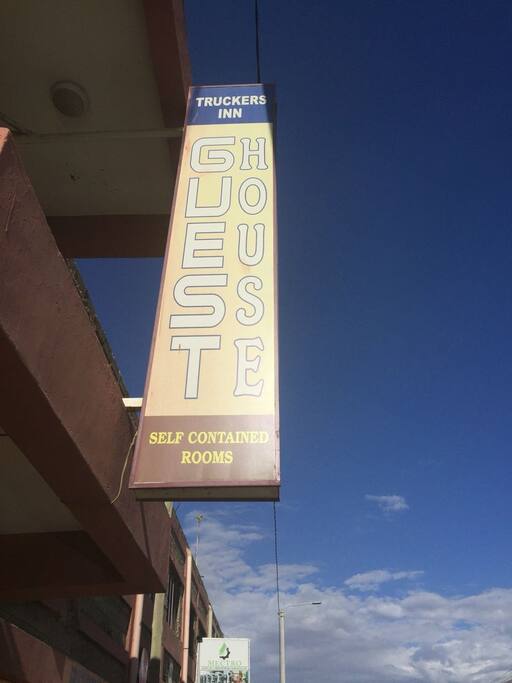 TRUCKERS
INN
GUEST
HOUSE
SELF CONTAINED
ROOMS